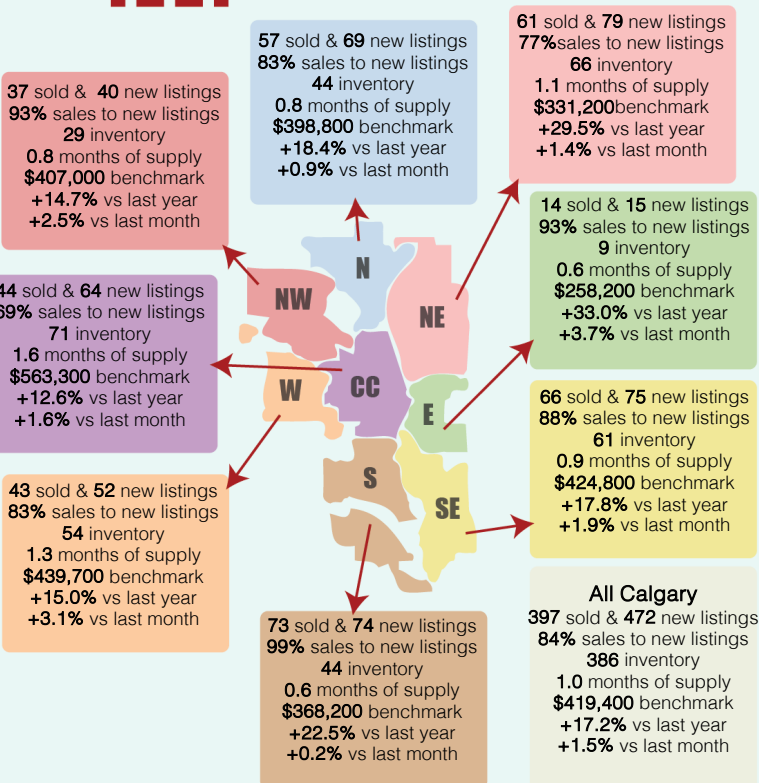 57 sold & 69 new listings
83% sales to new listings
44 inventory
0.8 months of supply
$398,800 benchmark
+18.4% vs last year
+0.9% vs last month
61 sold & 79 new listings
77%sales to new listings
66 inventory
1.1 months of supply
$331,200benchmark
+29.5% vs last year
+1.4% vs last month
37 sold & 40 new listings
93% sales to new listings
29 inventory
0.8 months of supply
$407,000 benchmark
+14.7% vs last year
+2.5% vs last month
14 sold & 15 new listings
93% sales to new listings
9 inventory
0.6 months of supply
$258,200 benchmark
+33.0% vs last year
+3.7% vs last month
44 sold & 64 new listings
69% sales to new listings
71 inventory
1.6 months of supply
$563,300 benchmark
+12.6% vs last year
+1.6% vs last month
N
NW
NE
W
CC
E
S
SE
66 sold & 75 new listings
88% sales to new listings
61 inventory
0.9 months of supply
$424,800 benchmark
+17.8% vs last year
+1.9% vs last month
43 sold & 52 new listings
83% sales to new listings
54 inventory
1.3 months of supply
$439,700 benchmark
+15.0% vs last year
+3.1% vs last month
73 sold & 74 new listings
99% sales to new listings
44 inventory
0.6 months of supply
$368,200 benchmark
+22.5% vs last year
+0.2% vs last month
All Calgary
397 sold & 472 new listings
84% sales to new listings
386 inventory
1.0 months of supply
$419,400 benchmark
+17.2% vs last year
+1.5% vs last month